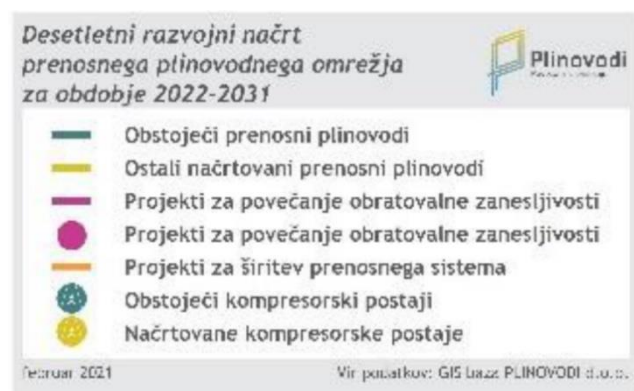 Desetletni razvojni načrt
prenosnega plinovodnega omrežja
za obdobje 2022-2031
Plinovodi
Obstoječi prenosni plinovodi
Ostali načrtovani prenosni plinovodi
Projekti za povečanje obratovalne zanesljivosti
Projekti za povečanje obratovalne zanesljivosti
Projekti za širitev prenosnega sistema
Obstoječi kompresorski postaji
Načrtovane kompresorske postaje
februar 2021
Vir podatkov: GIS baza PLINOVODI d.o.o.